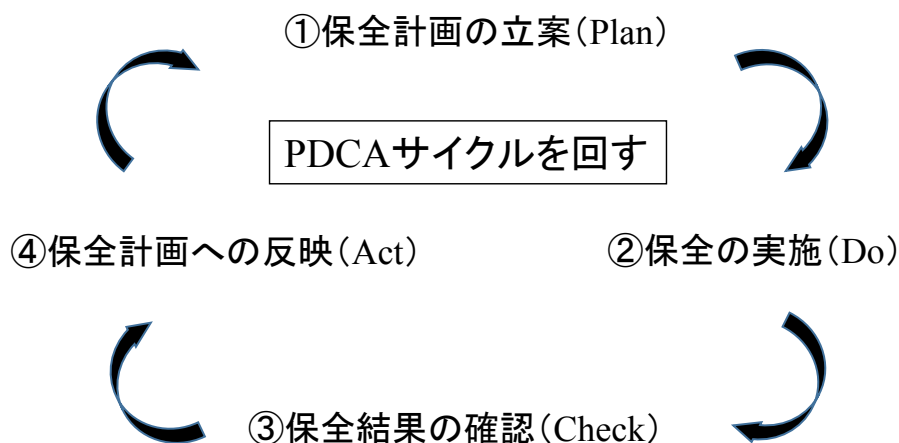 ①保全計画の立案（Plan）
PDCAサイクルを回す
④保全計画への反映（Act）
②保全の実施（Do）
③保全結果の確認（Check）